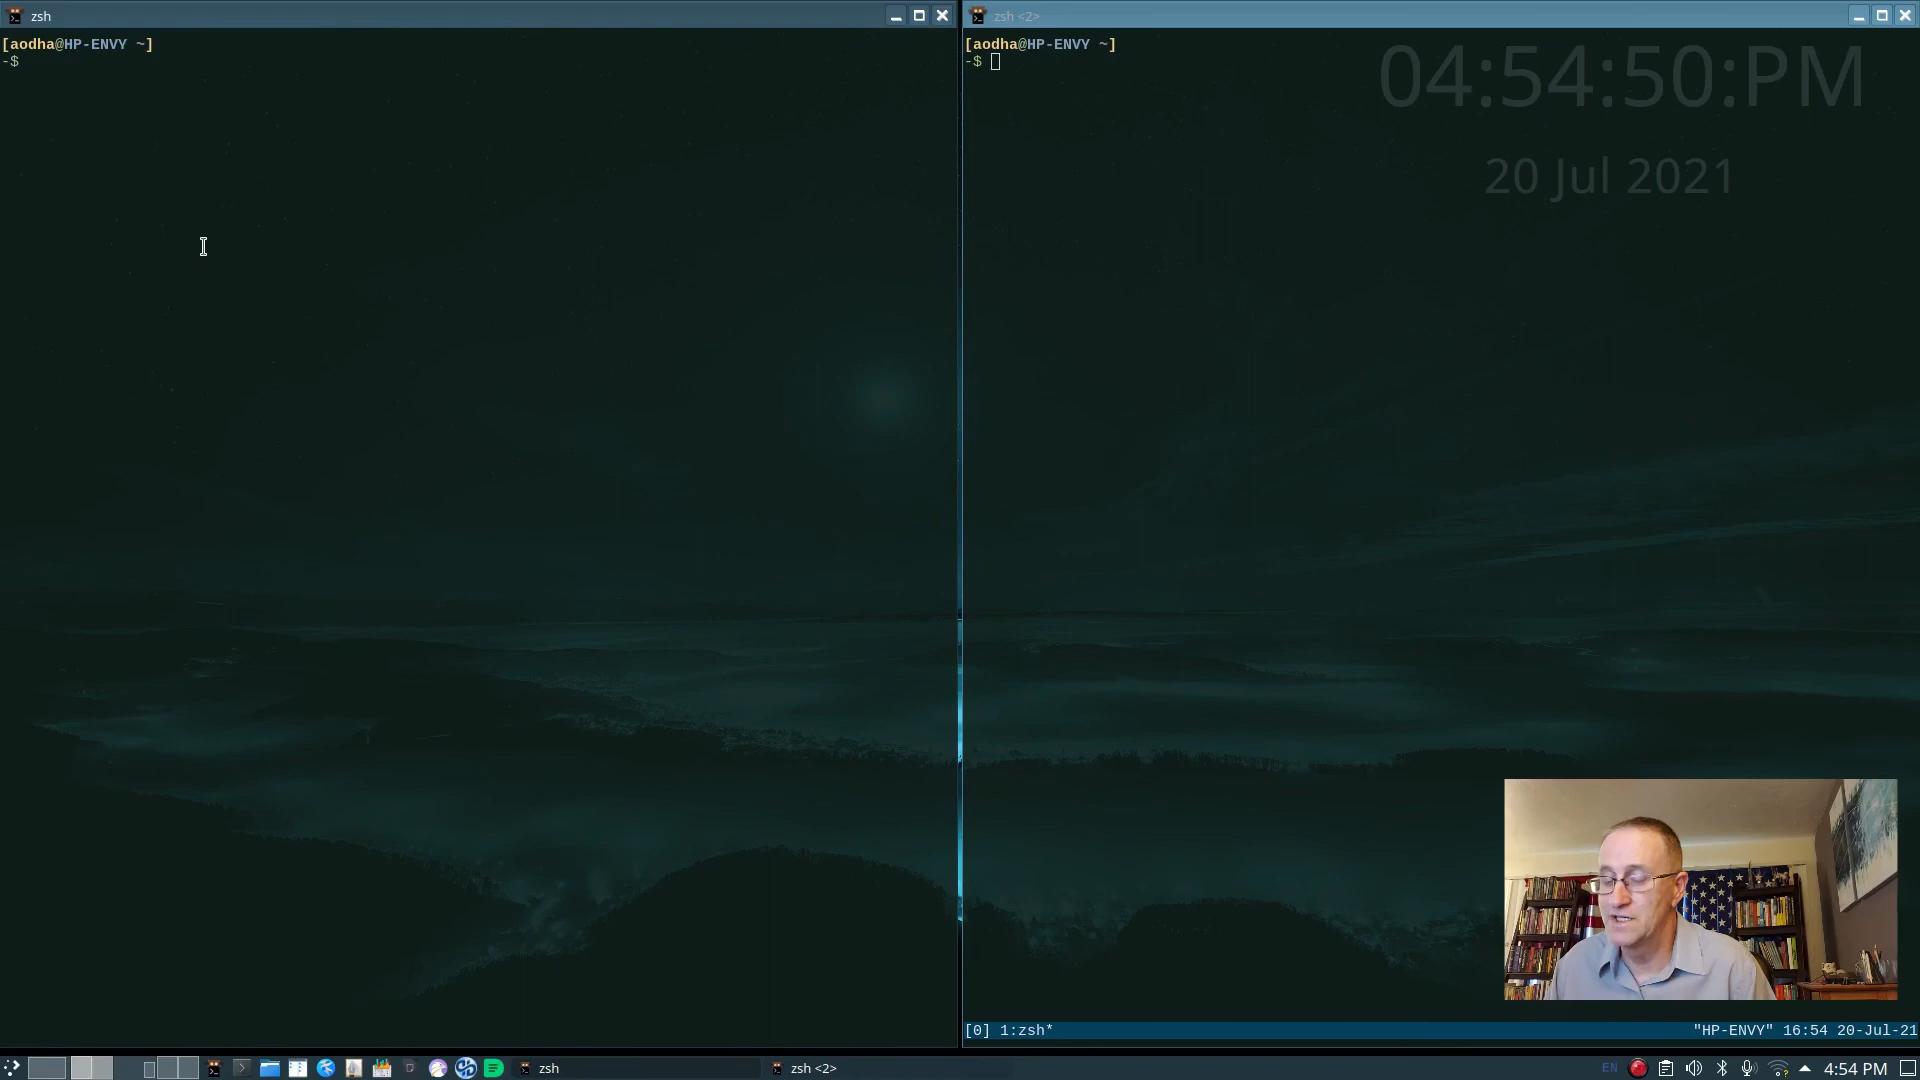 zsh
[aodha@HP-ENVY ~]
-$
zsh <2>
[aodha@HP-ENVY ~]
-$
04:54:50:PM
20 Jul 2021
[0] 1:zsh*
"HP-ENVY" 16:54 20-Jul-21
zsh
zsh <2>
EN
4:54 PM